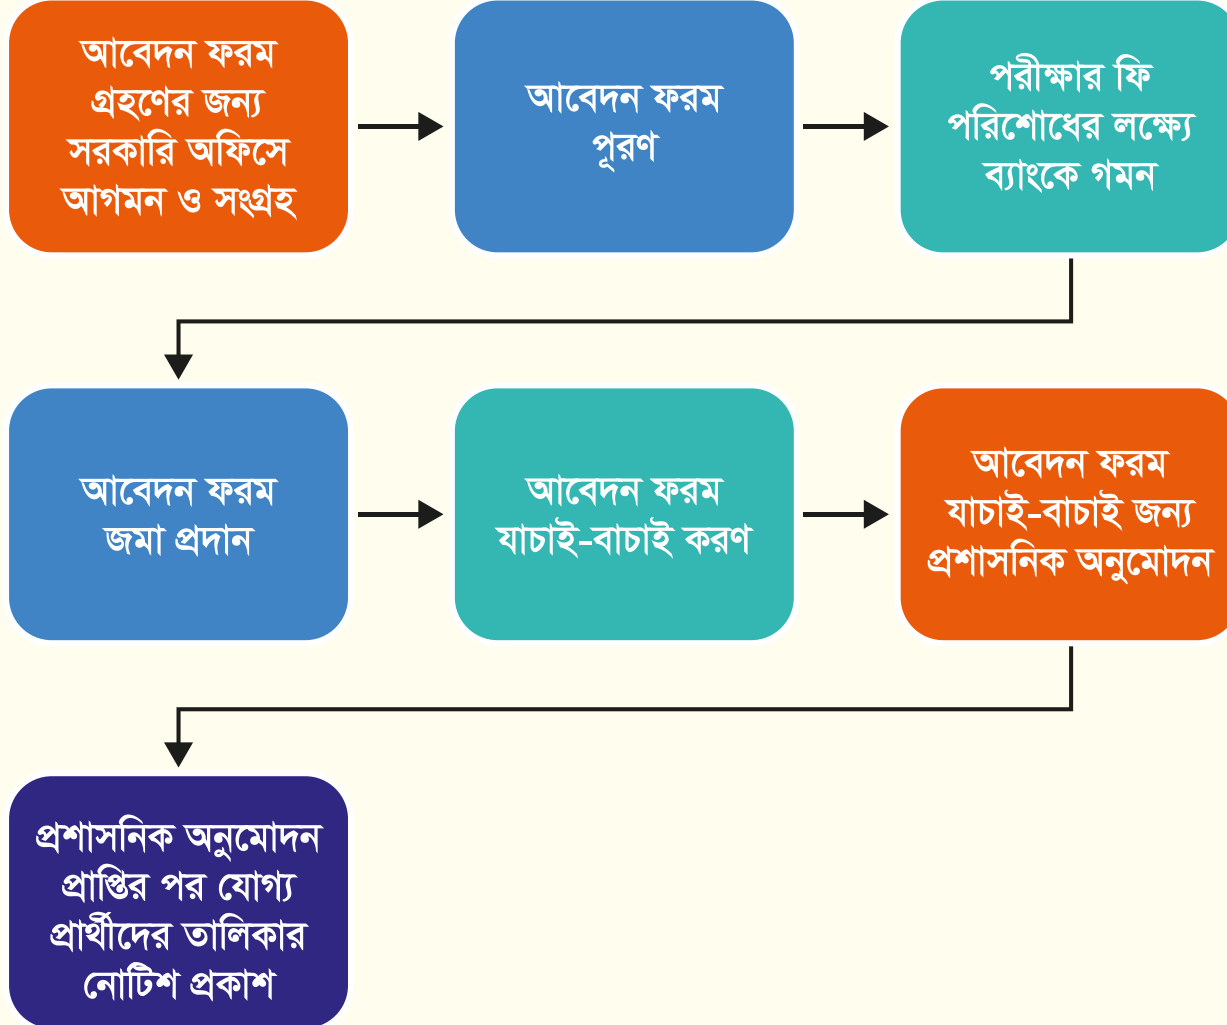 আবেদন ফরম
গ্রহণের জন্য
সরকারি অফিসে
আগমন ও সংগ্রহ
আবেদন ফরম
পূরণ
পরীক্ষার ফি
পরিশোধের লক্ষ্যে
ব্যাংকে গমন
আবেদন ফরম
জমা প্রদান
আবেদন ফরম
যাচাই-বাচাই করণ
আবেদন ফরম
যাচাই-বাচাই জন্য
প্রশাসনিক অনুমোদন
প্রশাসনিক অনুমোদন
প্রাপ্তির পর যোগ্য
প্রার্থীদের তালিকার
নোটিশ প্রকাশ